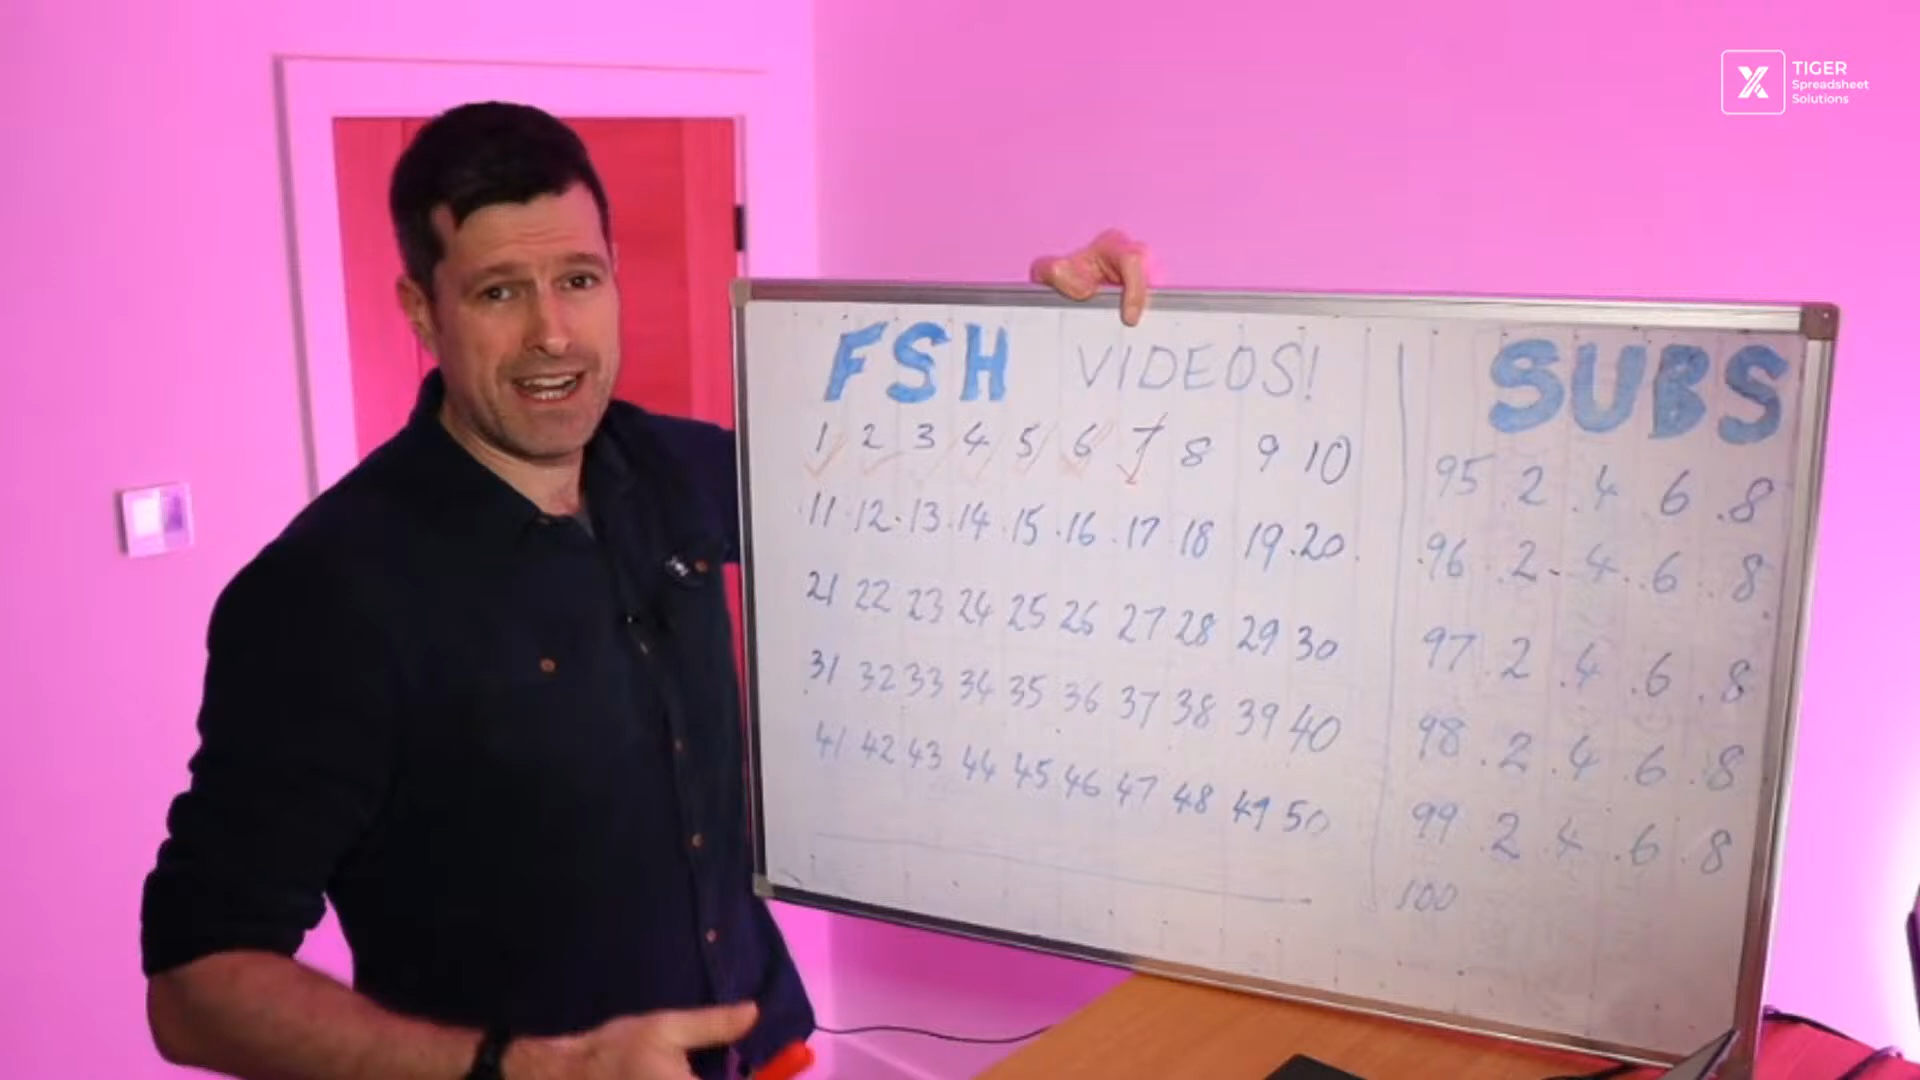 TIGER
Spreadsheet
Solutions
FSH VIDEOS!
1 2 3 4 5 6 7 8 9 10
11 12 13 14 15 16 17 18 19 20
21 22 23 24 25 26 27 28 29 30
31 32 33 34 35 36 37 38 39 40
41 42 43 44 45 46 47 48 49 50
SUBS
95 .2 .4 .6 .8
96 .2 .4 .6 .8
97 .2 .4 .6 .8
98 .2 .4 .6 .8
99 .2 .4 .6 .8
100